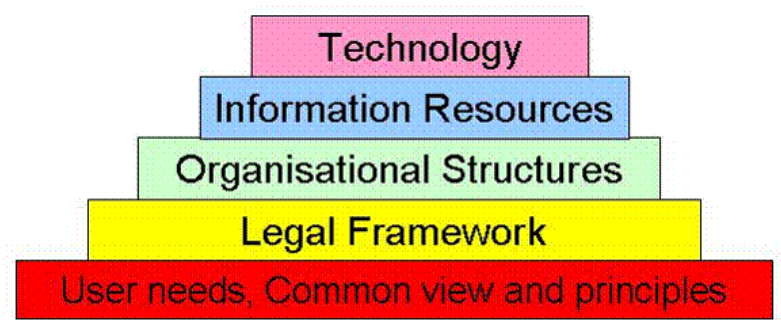 Technology
Information Resources
Organisational Structures
Legal Framework
User needs, Common view and principles